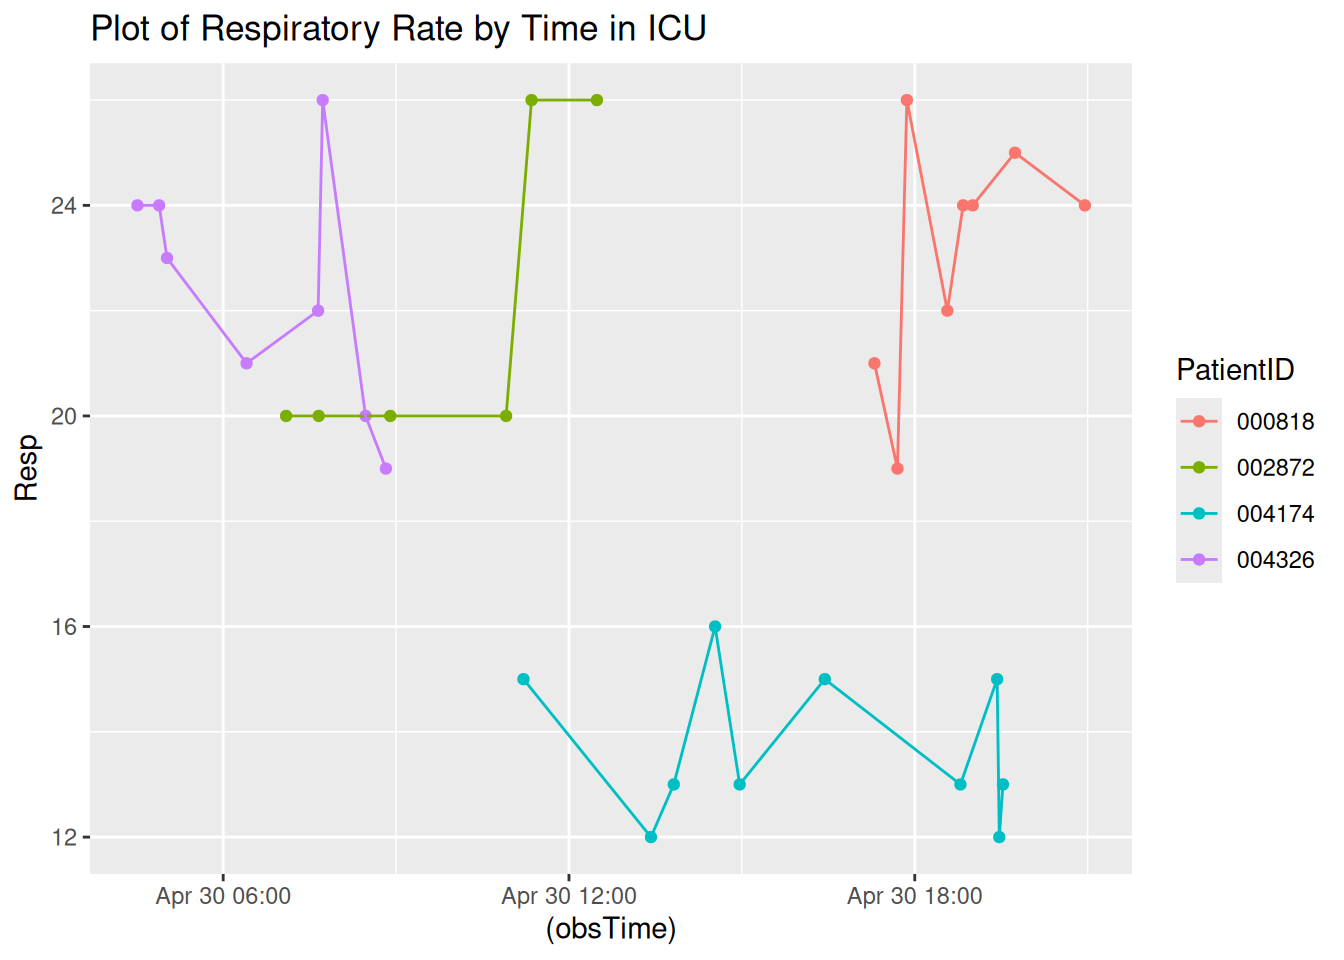 Plot of Respiratory Rate by Time in ICU
Resp
24
20
16
12
Apr 30 06:00
Apr 30 12:00
Apr 30 18:00
(obsTime)
PatientID
000818
002872
004174
004326